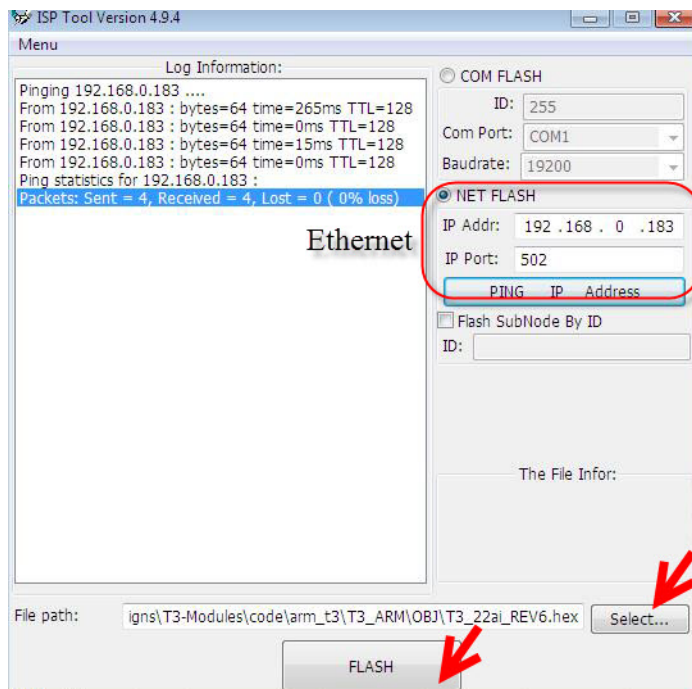 ISP Tool Version 4.9.4
Menu
Log Information:
Pinging 192.168.0.183 ....
From 192.168.0.183 : bytes=64 time=265ms TTL=128
From 192.168.0.183 : bytes=64 time=0ms TTL=128
From 192.168.0.183 : bytes=64 time=15ms TTL=128
From 192.168.0.183 : bytes=64 time=0ms TTL=128
Ping statistics for 192.168.0.183 :
Packets: Sent = 4, Received = 4, Lost = 0 ( 0% loss)
Ethernet
COM FLASH
ID: 255
Com Port: COM1
Baudrate: 19200
NET FLASH
IP Addr: 192 .168 . 0 .183
IP Port: 502
PING IP Address
Flash SubNode By ID
ID:
The File Infor:
File path: igns\T3-Modules\code\arm_t3\T3_ARM\OBJ\T3_22ai_REV6.hex Select...
FLASH